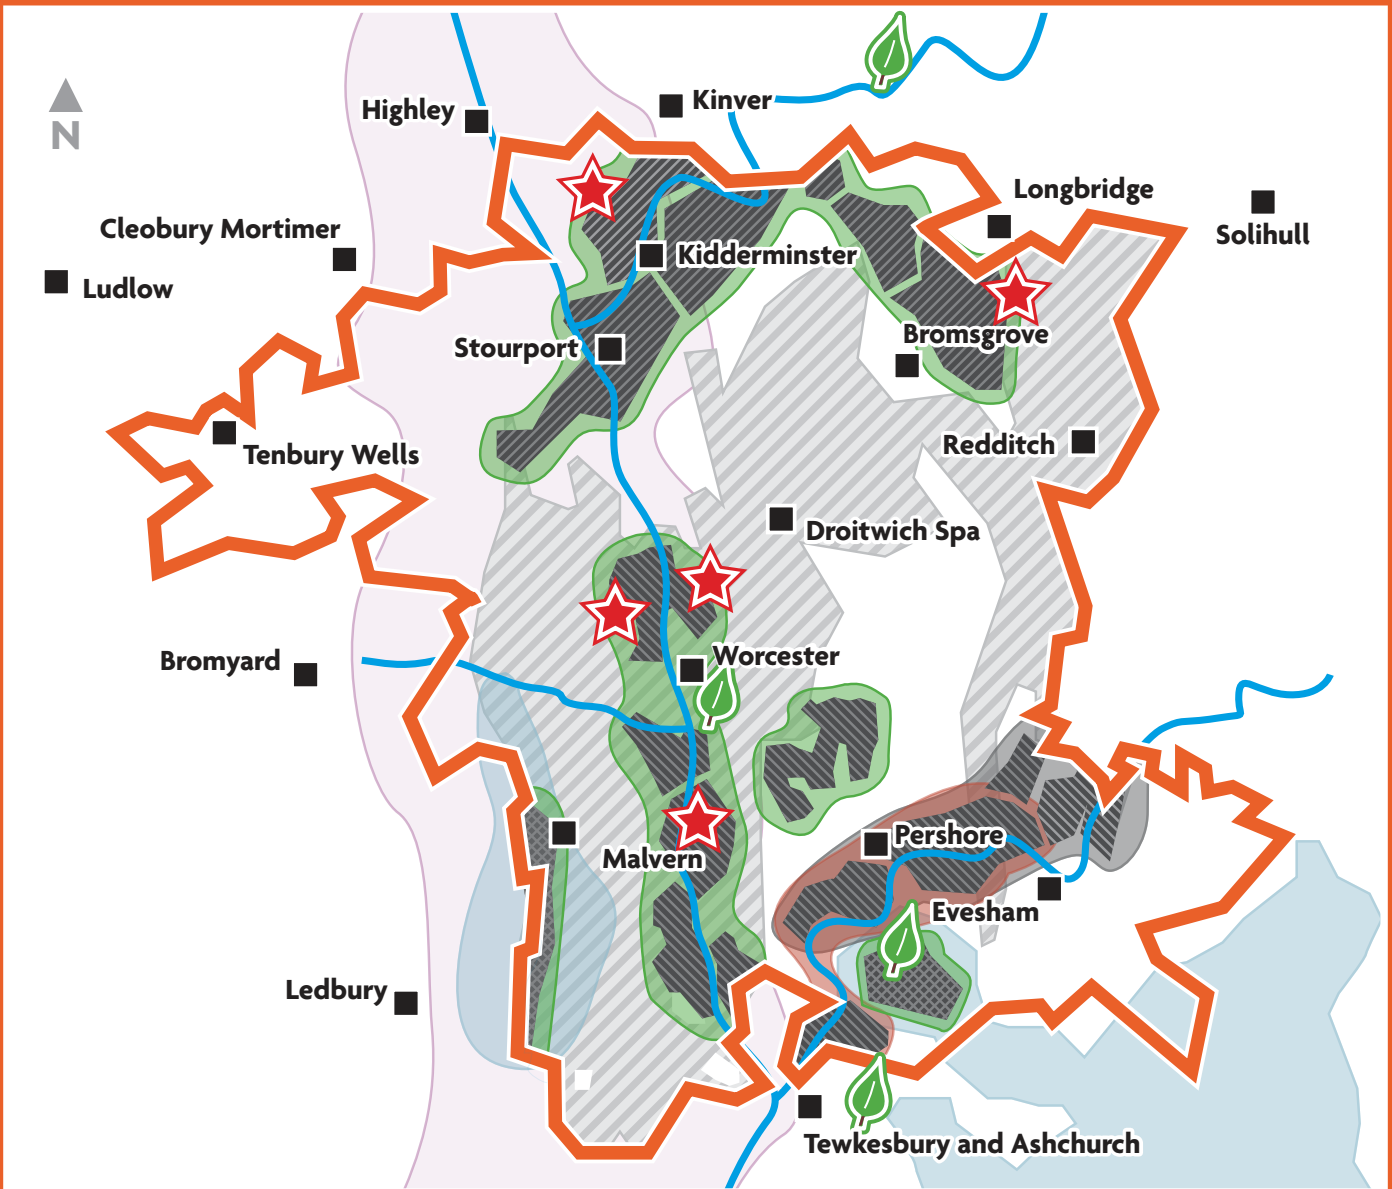 Kinver
Highley
N
Longbridge
Cleobury Mortimer
Solihull
Kidderminster
Ludlow
Bromsgrove
Stourport
Redditch
Tenbury Wells
Droitwich Spa
Worcester
Bromyard
Pershore
Malvern
Evesham
Ledbury
Tewkesbury and Ashchurch